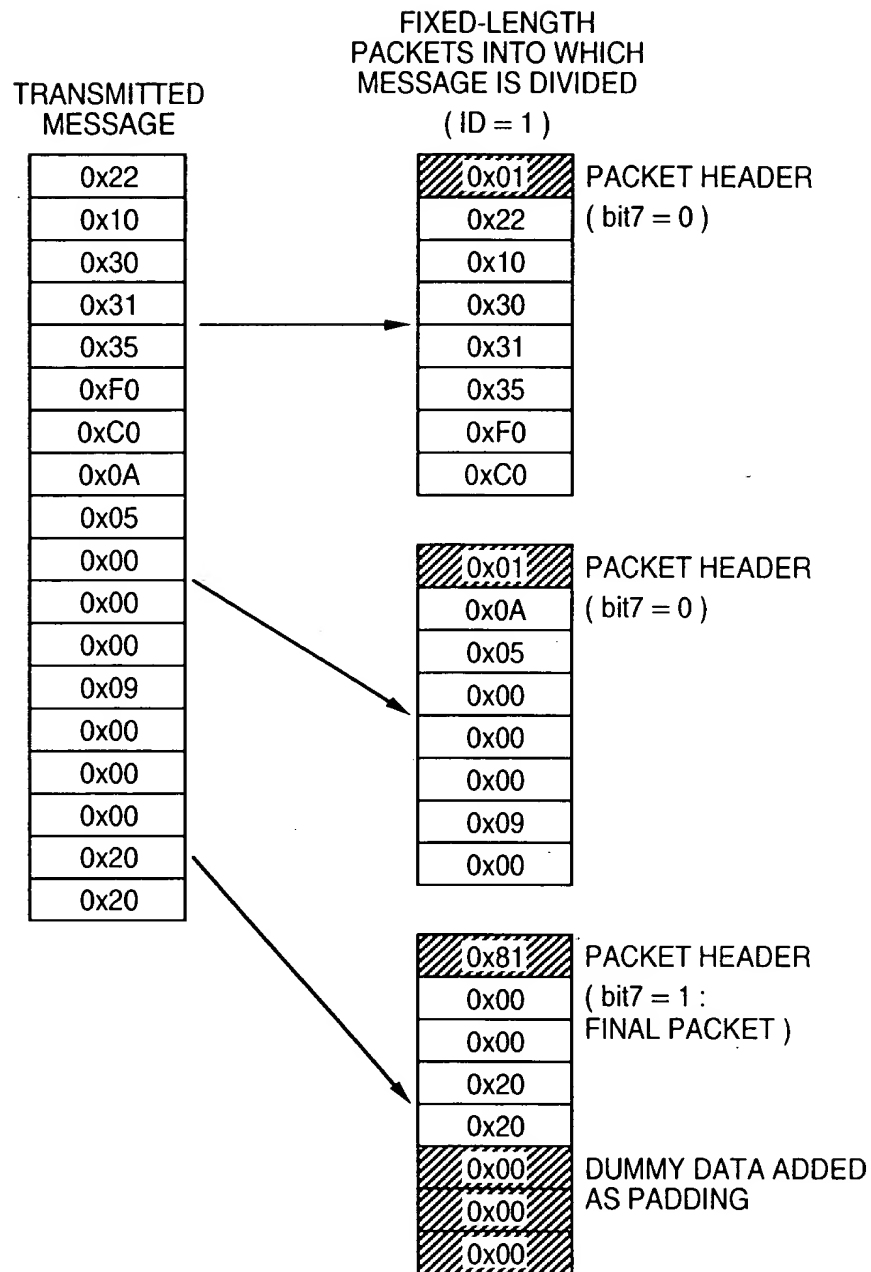 TRANSMITTED
MESSAGE
0x22
0x10
0x30
0x31
0x35
0xF0
0xC0
0x0A
0x05
0x00
0x00
0x00
0x09
0x00
0x00
0x00
0x20
0x20
FIXED-LENGTH
PACKETS INTO WHICH
MESSAGE IS DIVIDED
( ID = 1 )
0x01
PACKET HEADER
( bit7 = 0 )
0x22
0x10
0x30
0x31
0x35
0xF0
0xC0
0x01
PACKET HEADER
( bit7 = 0 )
0x0A
0x05
0x00
0x00
0x00
0x09
0x00
0x81
PACKET HEADER
( bit7 = 1 :
FINAL PACKET )
0x00
0x00
0x20
0x20
0x00
0x00
0x00
DUMMY DATA ADDED
AS PADDING